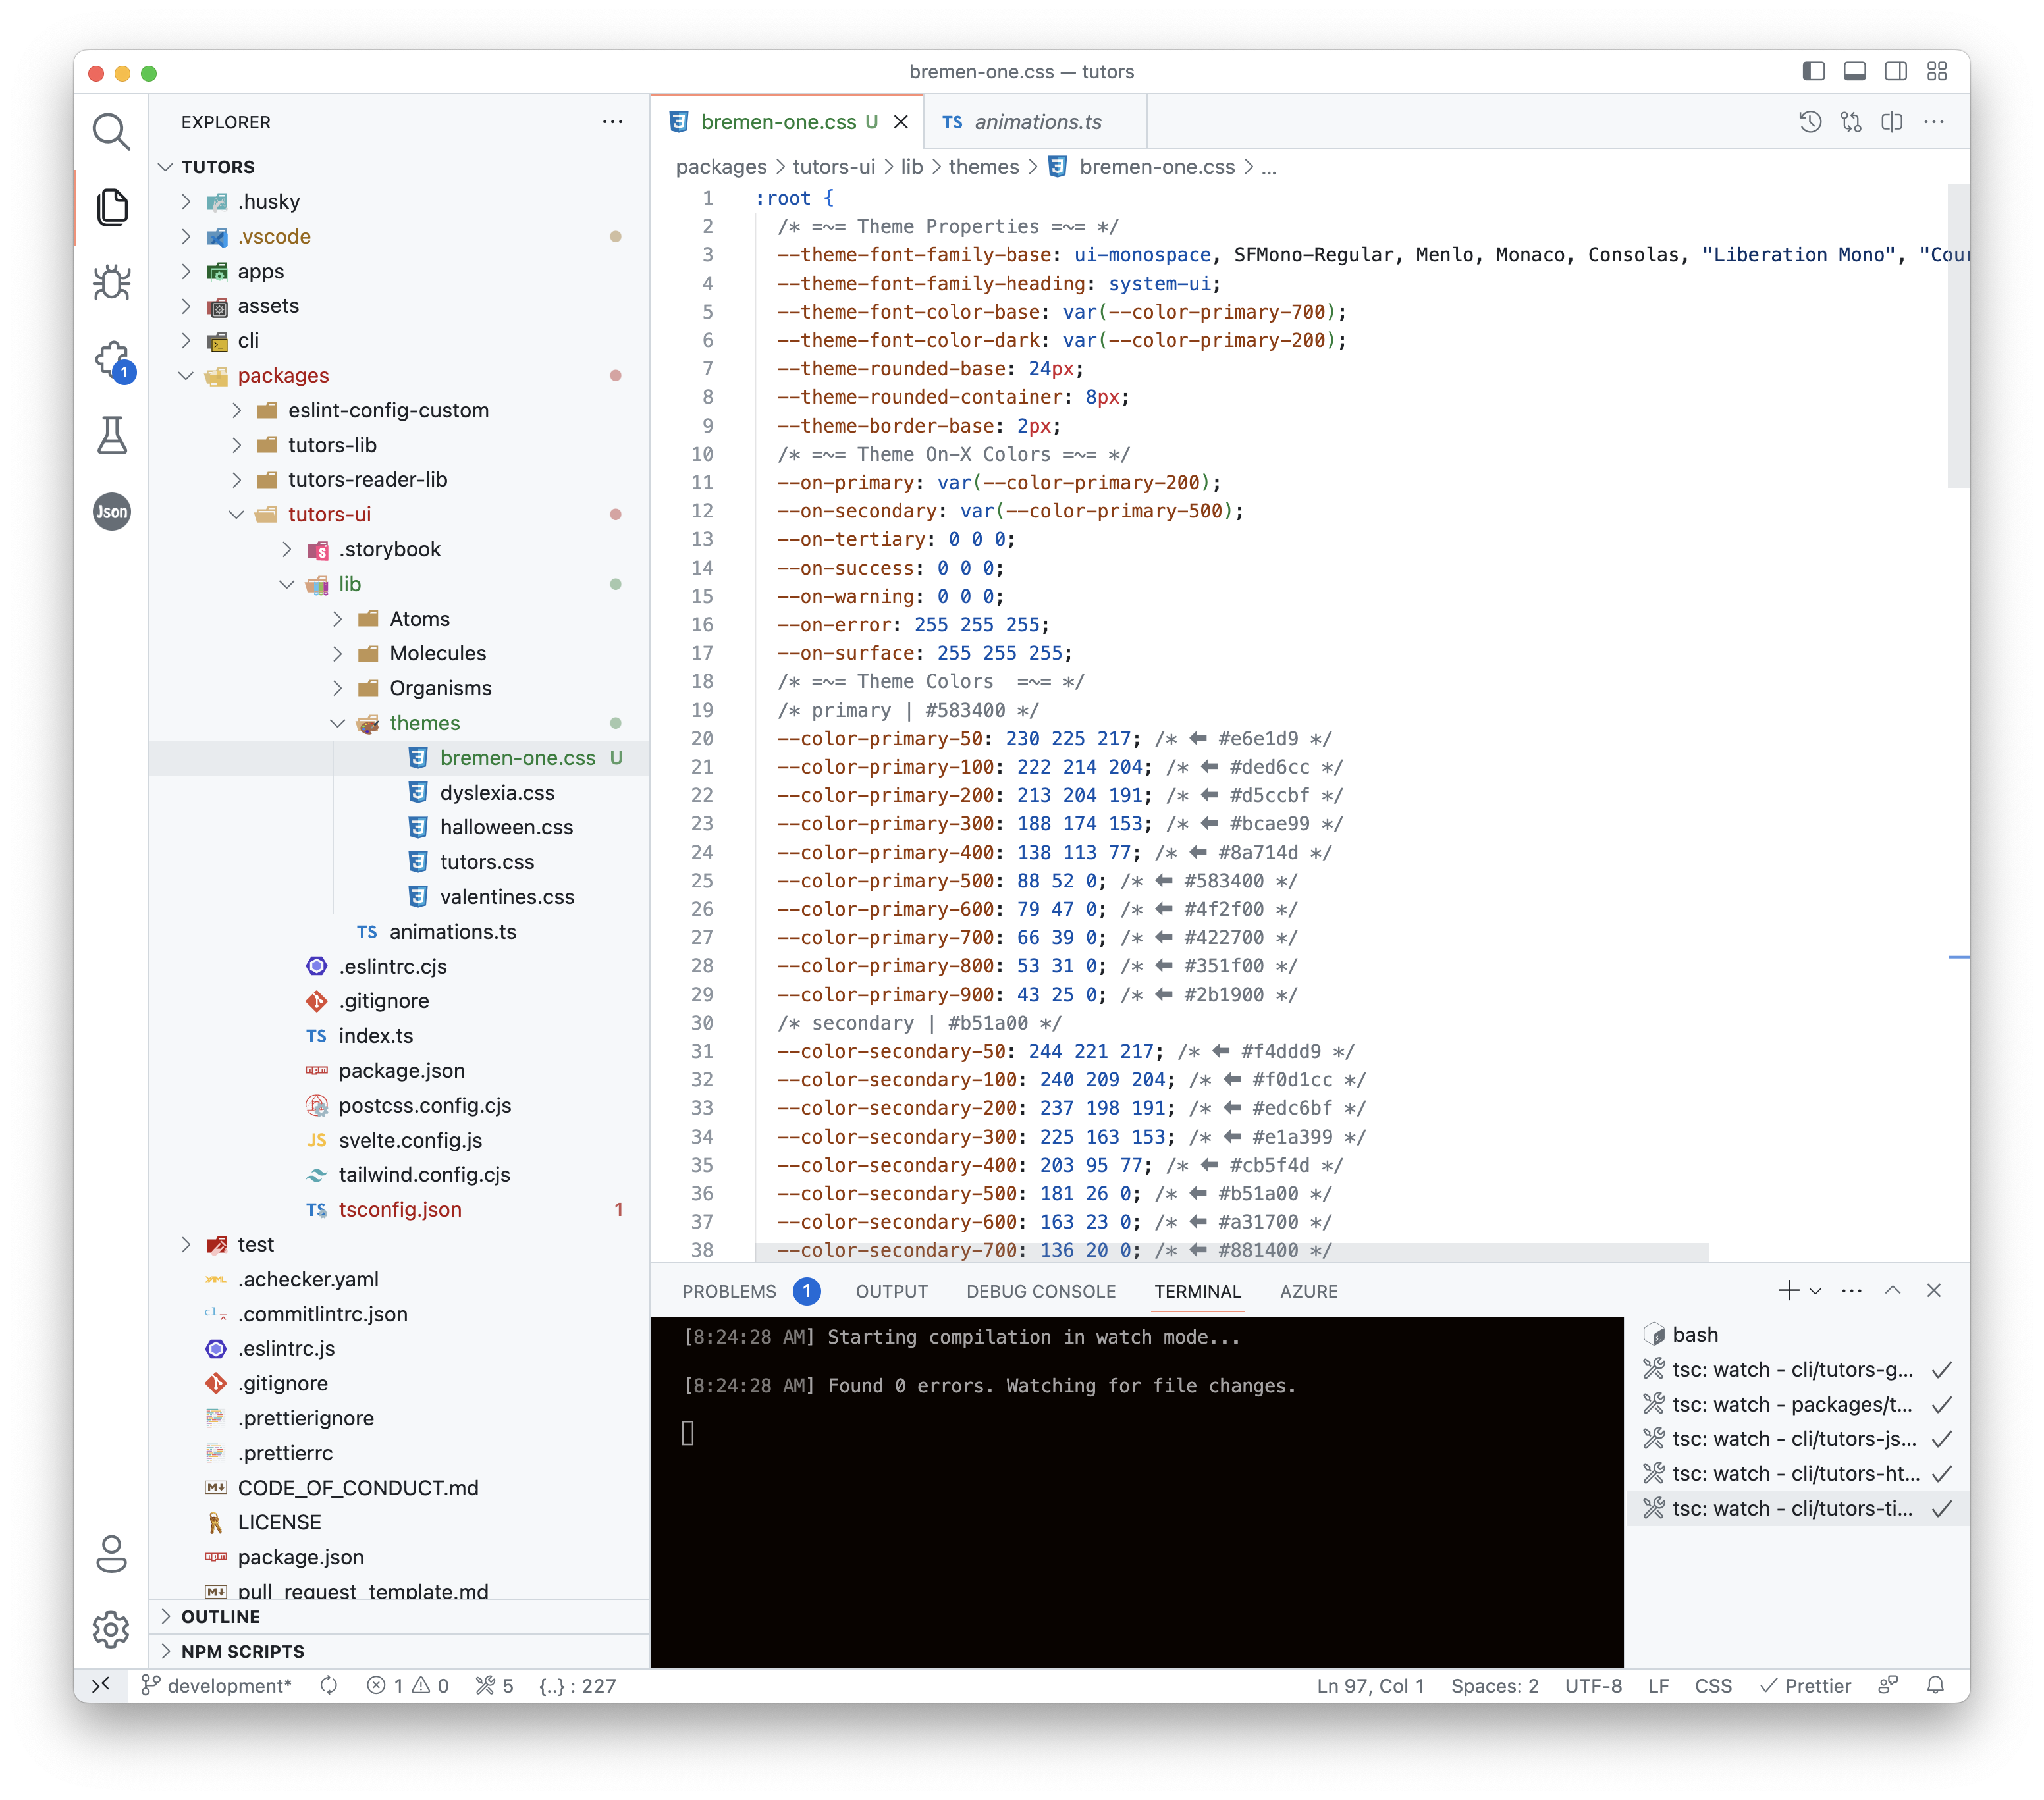 bremen-one.css — tutors
EXPLORER
TUTORS
.husky
.vscode
apps
assets
cli
packages
eslint-config-custom
tutors-lib
tutors-reader-lib
tutors-ui
.storybook
lib
Atoms
Molecules
Organisms
themes
bremen-one.css U
dyslexia.css
halloween.css
tutors.css
valentines.css
TS animations.ts
.eslintrc.cjs
.gitignore
TS index.ts
package.json
postcss.config.cjs
JS svelte.config.js
tailwind.config.cjs
TS tsconfig.json 1
test
.achecker.yaml
.commitlintrc.json
.eslintrc.js
.gitignore
.prettierignore
.prettierrc
M↓ CODE_OF_CONDUCT.md
LICENSE
package.json
M↓ pull_request_template.md
OUTLINE
NPM SCRIPTS
1
Json
bremen-one.css U
TS animations.ts
packages > tutors-ui > lib > themes > bremen-one.css > ...
1 :root {
2 /* =~= Theme Properties =~= */
3 --theme-font-family-base: ui-monospace, SFMono-Regular, Menlo, Monaco, Consolas, "Liberation Mono", "Cour
4 --theme-font-family-heading: system-ui;
5 --theme-font-color-base: var(--color-primary-700);
6 --theme-font-color-dark: var(--color-primary-200);
7 --theme-rounded-base: 24px;
8 --theme-rounded-container: 8px;
9 --theme-border-base: 2px;
10 /* =~= Theme On-X Colors =~= */
11 --on-primary: var(--color-primary-200);
12 --on-secondary: var(--color-primary-500);
13 --on-tertiary: 0 0 0;
14 --on-success: 0 0 0;
15 --on-warning: 0 0 0;
16 --on-error: 255 255 255;
17 --on-surface: 255 255 255;
18 /* =~= Theme Colors  =~= */
19 /* primary | #583400 */
20 --color-primary-50: 230 225 217; /* ⬅ #e6e1d9 */
21 --color-primary-100: 222 214 204; /* ⬅ #ded6cc */
22 --color-primary-200: 213 204 191; /* ⬅ #d5ccbf */
23 --color-primary-300: 188 174 153; /* ⬅ #bcae99 */
24 --color-primary-400: 138 113 77; /* ⬅ #8a714d */
25 --color-primary-500: 88 52 0; /* ⬅ #583400 */
26 --color-primary-600: 79 47 0; /* ⬅ #4f2f00 */
27 --color-primary-700: 66 39 0; /* ⬅ #422700 */
28 --color-primary-800: 53 31 0; /* ⬅ #351f00 */
29 --color-primary-900: 43 25 0; /* ⬅ #2b1900 */
30 /* secondary | #b51a00 */
31 --color-secondary-50: 244 221 217; /* ⬅ #f4ddd9 */
32 --color-secondary-100: 240 209 204; /* ⬅ #f0d1cc */
33 --color-secondary-200: 237 198 191; /* ⬅ #edc6bf */
34 --color-secondary-300: 225 163 153; /* ⬅ #e1a399 */
35 --color-secondary-400: 203 95 77; /* ⬅ #cb5f4d */
36 --color-secondary-500: 181 26 0; /* ⬅ #b51a00 */
37 --color-secondary-600: 163 23 0; /* ⬅ #a31700 */
38 --color-secondary-700: 136 20 0; /* ⬅ #881400 */
PROBLEMS 1 OUTPUT DEBUG CONSOLE TERMINAL AZURE
[8:24:28 AM] Starting compilation in watch mode...
[8:24:28 AM] Found 0 errors. Watching for file changes.
bash
tsc: watch - cli/tutors-g...
tsc: watch - packages/t...
tsc: watch - cli/tutors-js...
tsc: watch - cli/tutors-ht...
tsc: watch - cli/tutors-ti...
development* 1 0 5 {..} : 227 Ln 97, Col 1 Spaces: 2 UTF-8 LF CSS Prettier